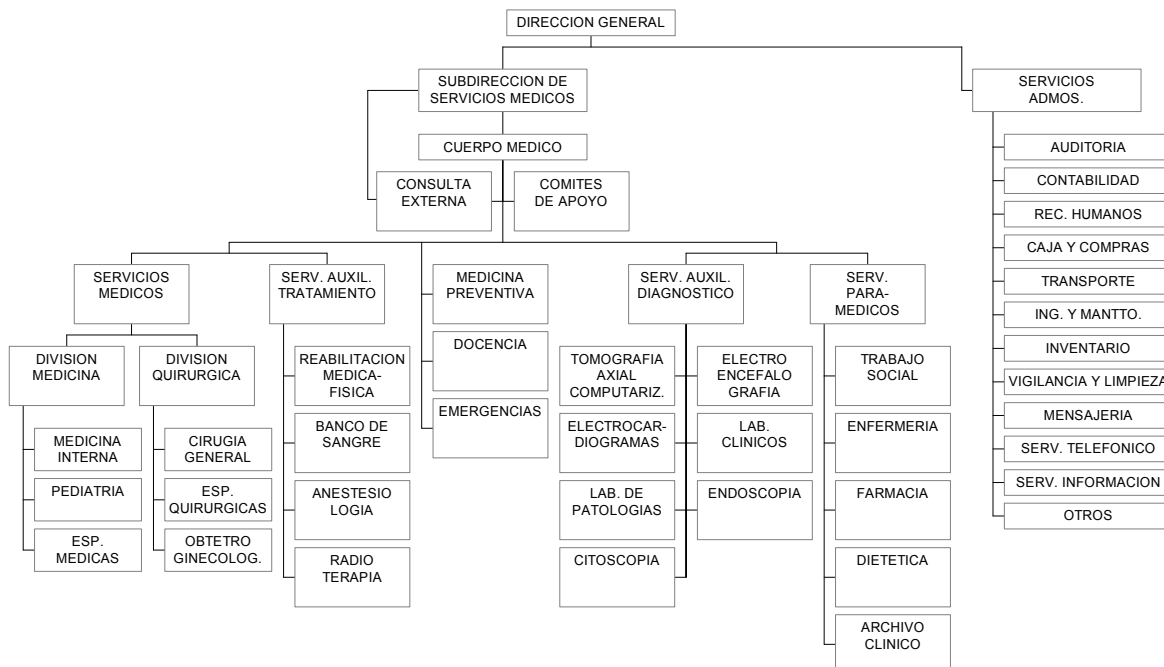 DIRECCION GENERAL
SUBDIRECCION DE
SERVICIOS MEDICOS
SERVICIOS
ADMOS.
CUERPO MEDICO
CONSULTA
EXTERNA
COMITES
DE APOYO
AUDITORIA
CONTABILIDAD
REC. HUMANOS
CAJA Y COMPRAS
TRANSPORTE
ING. Y MANTTO.
INVENTARIO
VIGILANCIA Y LIMPIEZA
MENSAJERIA
SERV. TELEFONICO
SERV. INFORMACION
OTROS
SERVICIOS
MEDICOS
DIVISION
MEDICINA
MEDICINA
INTERNA
PEDIATRIA
ESP.
MEDICAS
DIVISION
QUIRURGICA
CIRUGIA
GENERAL
ESP.
QUIRURGICAS
OBTETRO
GINECOLOG.
SERV. AUXIL.
TRATAMIENTO
REABILITACION
MEDICA-
FISICA
BANCO DE
SANGRE
ANESTESIO
LOGIA
RADIO
TERAPIA
MEDICINA
PREVENTIVA
DOCENCIA
EMERGENCIAS
SERV. AUXIL.
DIAGNOSTICO
TOMOGRAFIA
AXIAL
COMPUTARIZ.
ELECTRO
ENCEFALO
GRAFIA
ELECTROCAR-
DIOGRAMAS
LAB.
CLINICOS
LAB. DE
PATOLOGIAS
ENDOSCOPIA
CITOSCOPIA
SERV.
PARA-
MEDICOS
TRABAJO
SOCIAL
ENFERMERIA
FARMACIA
DIETETICA
ARCHIVO
CLINICO